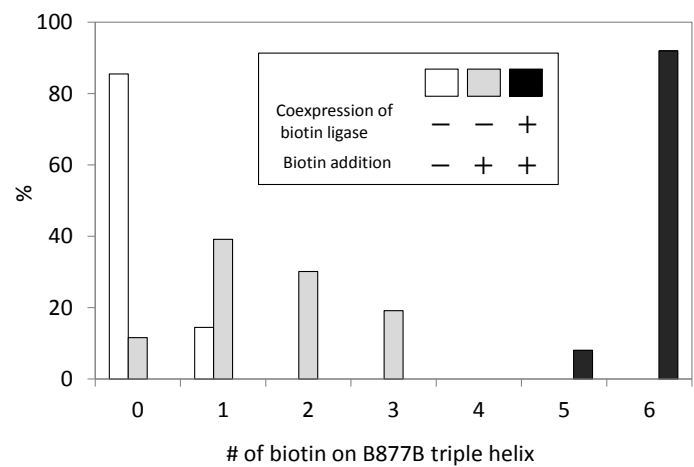 100
80
60
40
20
0
%
Coexpression of
biotin ligase
− − +
Biotin addition
− + +
0 1 2 3 4 5 6
# of biotin on B877B triple helix